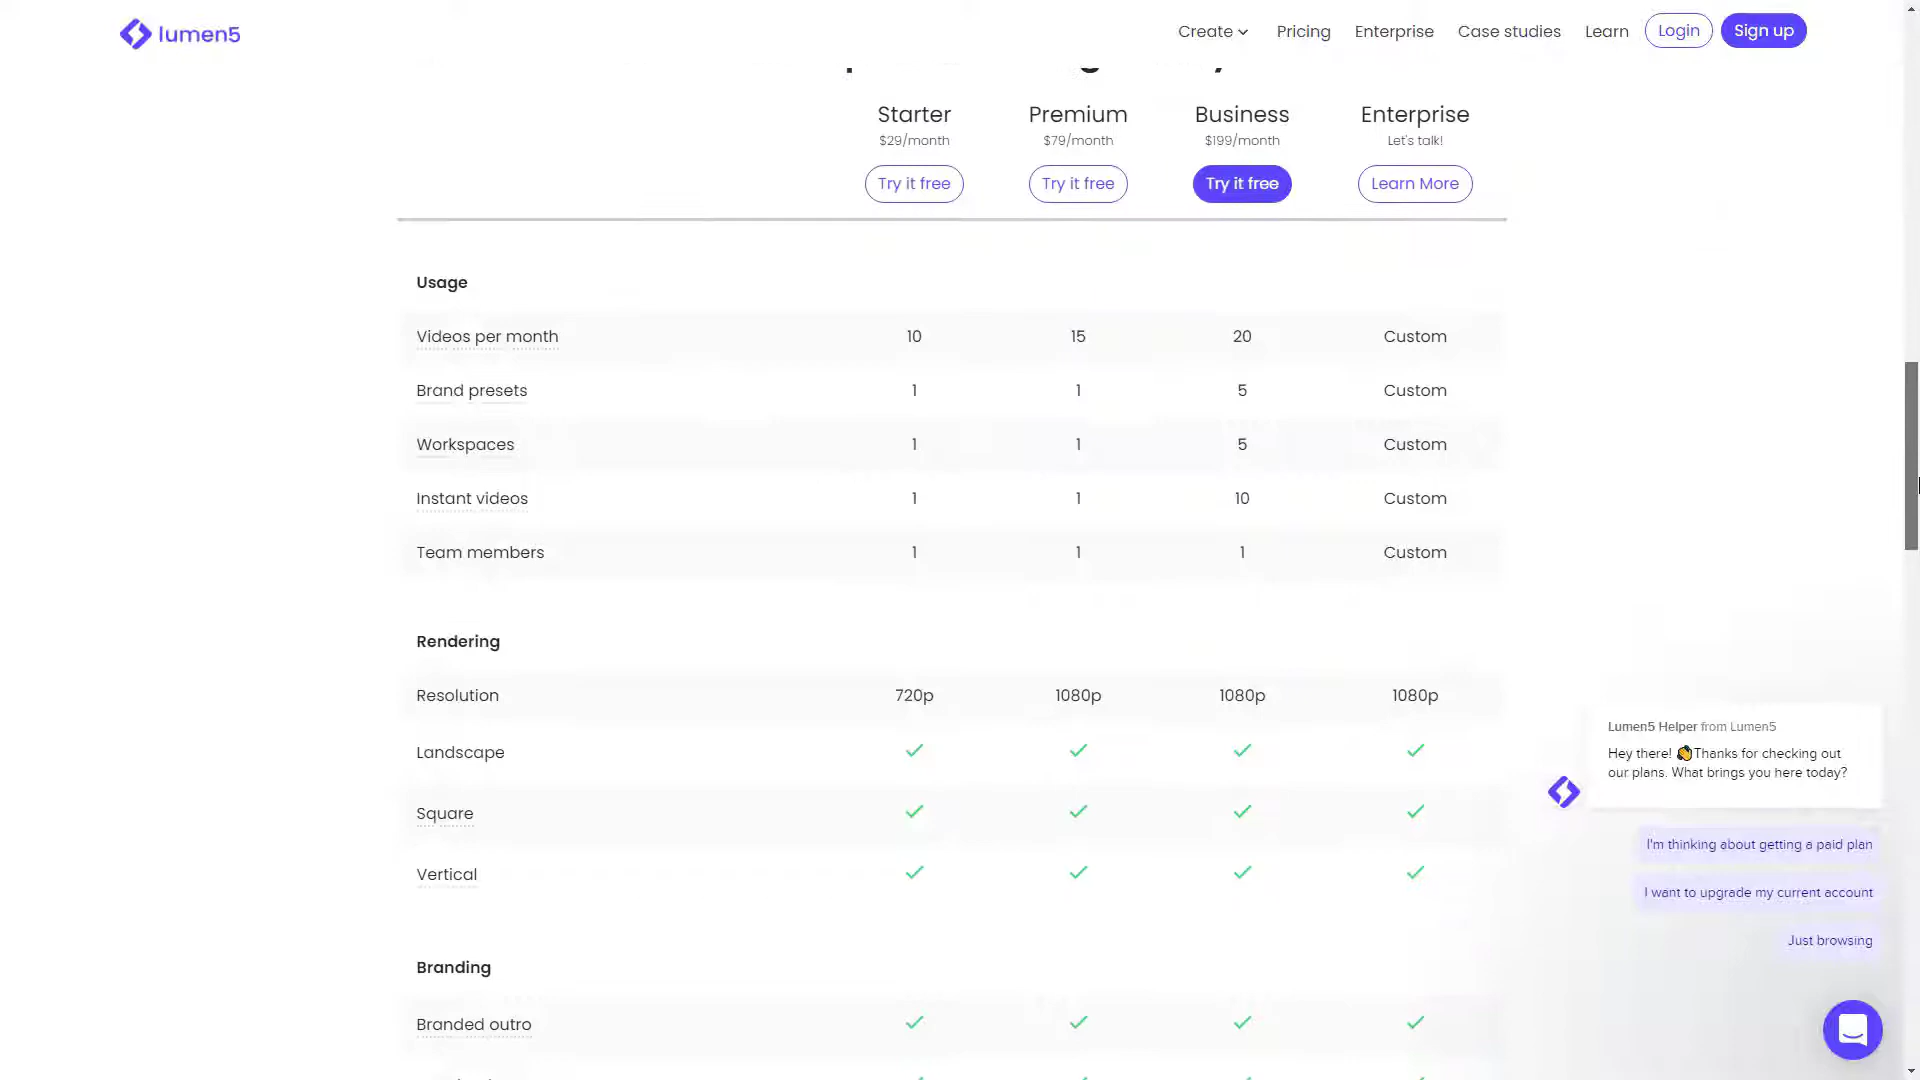 lumen5
Create Pricing Enterprise Case studies Learn Login Sign up
Starter Premium Business Enterprise
$29/month $79/month $199/month Let's talk!
Try it free Try it free Try it free Learn More
Usage
Videos per month 10 15 20 Custom
Brand presets 1 1 5 Custom
Workspaces 1 1 5 Custom
Instant videos 1 1 10 Custom
Team members 1 1 1 Custom
Rendering
Resolution 720p 1080p 1080p 1080p
Landscape
Square
Vertical
Branding
Branded outro
Lumen5 Helper from Lumen5
Hey there! 👋Thanks for checking out
our plans. What brings you here today?
I'm thinking about getting a paid plan
I want to upgrade my current account
Just browsing